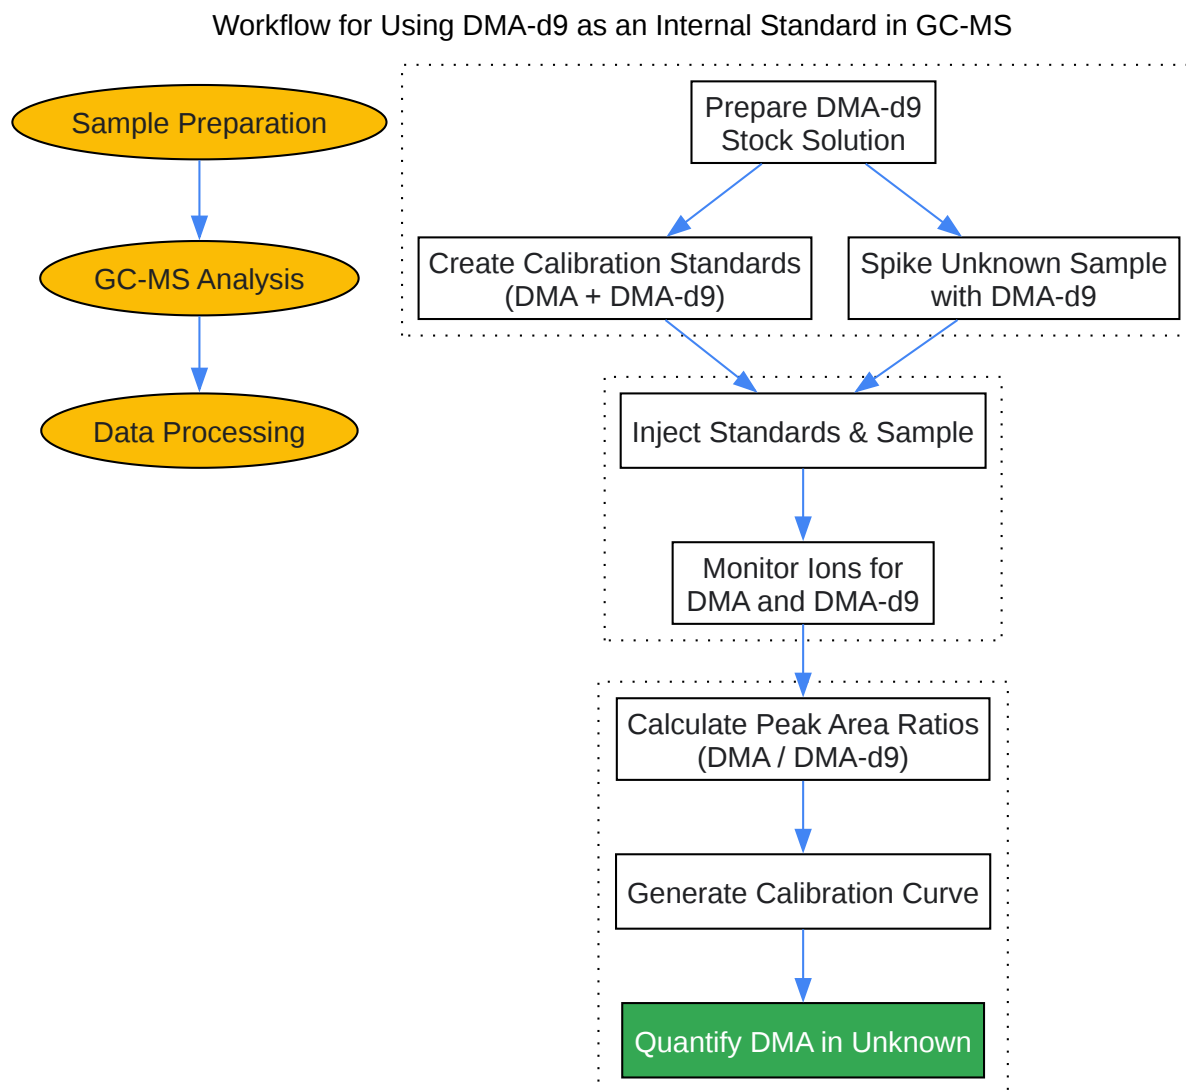 Workflow for Using DMA-d9 as an Internal Standard in GC-MS
Sample Preparation
GC-MS Analysis
Data Processing
Prepare DMA-d9
Stock Solution
Create Calibration Standards
(DMA + DMA-d9)
Spike Unknown Sample
with DMA-d9
Inject Standards & Sample
Monitor Ions for
DMA and DMA-d9
Calculate Peak Area Ratios
(DMA / DMA-d9)
Generate Calibration Curve
Quantify DMA in Unknown